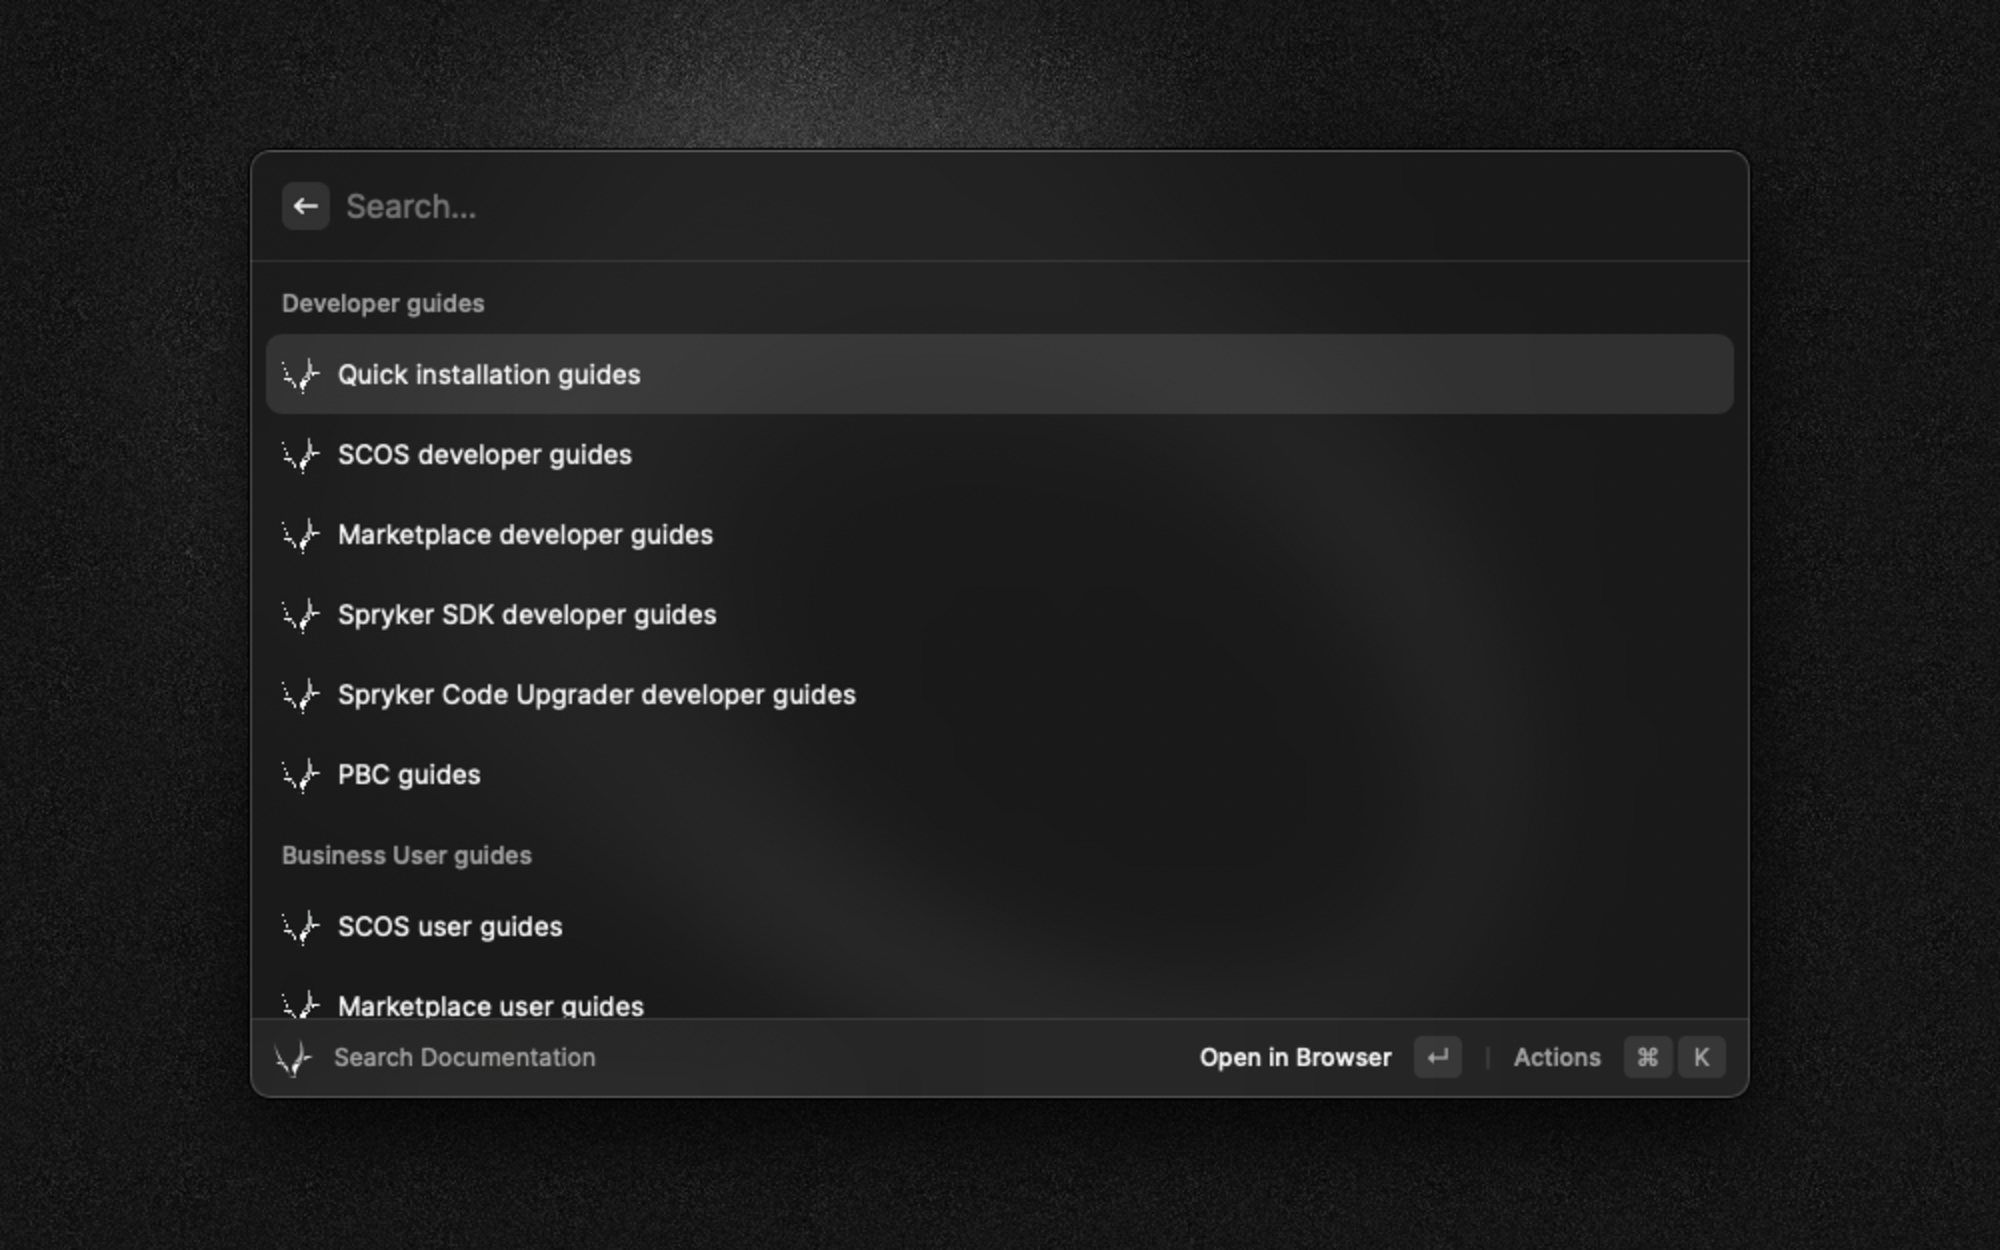 Search...
Developer guides
Quick installation guides
SCOS developer guides
Marketplace developer guides
Spryker SDK developer guides
Spryker Code Upgrader developer guides
PBC guides
Business User guides
SCOS user guides
Marketplace user guides
Search Documentation Open in Browser ↵ | Actions ⌘ K